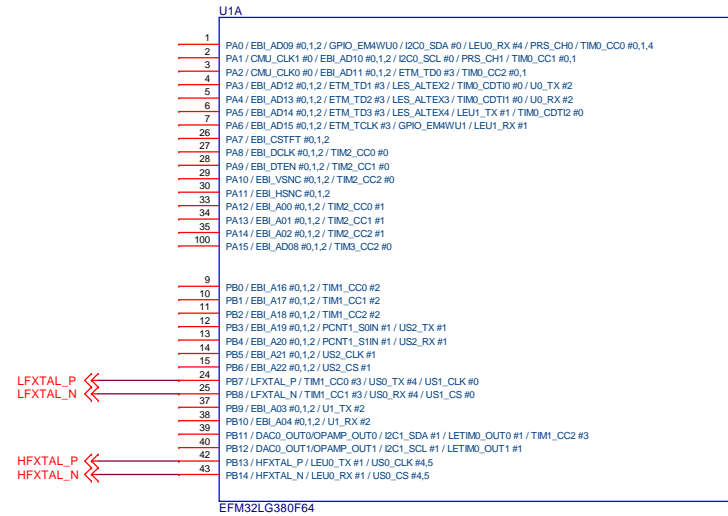 U1A
1 PA0 / EBI_AD09 #0,1,2 / GPIO_EM4WU0 / I2C0_SDA #0 / LEU0_RX #4 / PRS_CH0 / TIM0_CC0 #0,1,4
2 PA1 / CMU_CLK1 #0 / EBI_AD10 #0,1,2 / I2C0_SCL #0 / PRS_CH1 / TIM0_CC1 #0,1
3 PA2 / CMU_CLK0 #0 / EBI_AD11 #0,1,2 / ETM_TD0 #3 / TIM0_CC2 #0,1
4 PA3 / EBI_AD12 #0,1,2 / ETM_TD1 #3 / LES_ALTEX2 / TIM0_CDTI0 #0 / U0_TX #2
5 PA4 / EBI_AD13 #0,1,2 / ETM_TD2 #3 / LES_ALTEX3 / TIM0_CDTI1 #0 / U0_RX #2
6 PA5 / EBI_AD14 #0,1,2 / ETM_TD3 #3 / LES_ALTEX4 / LEU1_TX #1 / TIM0_CDTI2 #0
7 PA6 / EBI_AD15 #0,1,2 / ETM_TCLK #3 / GPIO_EM4WU1 / LEU1_RX #1
26 PA7 / EBI_CSTFT #0,1,2
27 PA8 / EBI_DCLK #0,1,2 / TIM2_CC0 #0
28 PA9 / EBI_DTEN #0,1,2 / TIM2_CC1 #0
29 PA10 / EBI_VSNC #0,1,2 / TIM2_CC2 #0
30 PA11 / EBI_HSNC #0,1,2
33 PA12 / EBI_A00 #0,1,2 / TIM2_CC0 #1
34 PA13 / EBI_A01 #0,1,2 / TIM2_CC1 #1
35 PA14 / EBI_A02 #0,1,2 / TIM2_CC2 #1
100 PA15 / EBI_AD08 #0,1,2 / TIM3_CC2 #0
9 PB0 / EBI_A16 #0,1,2 / TIM1_CC0 #2
10 PB1 / EBI_A17 #0,1,2 / TIM1_CC1 #2
11 PB2 / EBI_A18 #0,1,2 / TIM1_CC2 #2
12 PB3 / EBI_A19 #0,1,2 / PCNT1_S0IN #1 / US2_TX #1
13 PB4 / EBI_A20 #0,1,2 / PCNT1_S1IN #1 / US2_RX #1
14 PB5 / EBI_A21 #0,1,2 / US2_CLK #1
15 PB6 / EBI_A22 #0,1,2 / US2_CS #1
LFXTAL_P 24 PB7 / LFXTAL_P / TIM1_CC0 #3 / US0_TX #4 / US1_CLK #0
LFXTAL_N 25 PB8 / LFXTAL_N / TIM1_CC1 #3 / US0_RX #4 / US1_CS #0
37 PB9 / EBI_A03 #0,1,2 / U1_TX #2
38 PB10 / EBI_A04 #0,1,2 / U1_RX #2
39 PB11 / DAC0_OUT0/OPAMP_OUT0 / I2C1_SDA #1 / LETIM0_OUT0 #1 / TIM1_CC2 #3
40 PB12 / DAC0_OUT1/OPAMP_OUT1 / I2C1_SCL #1 / LETIM0_OUT1 #1
HFXTAL_P 42 PB13 / HFXTAL_P / LEU0_TX #1 / US0_CLK #4,5
HFXTAL_N 43 PB14 / HFXTAL_N / LEU0_RX #1 / US0_CS #4,5
EFM32LG380F64